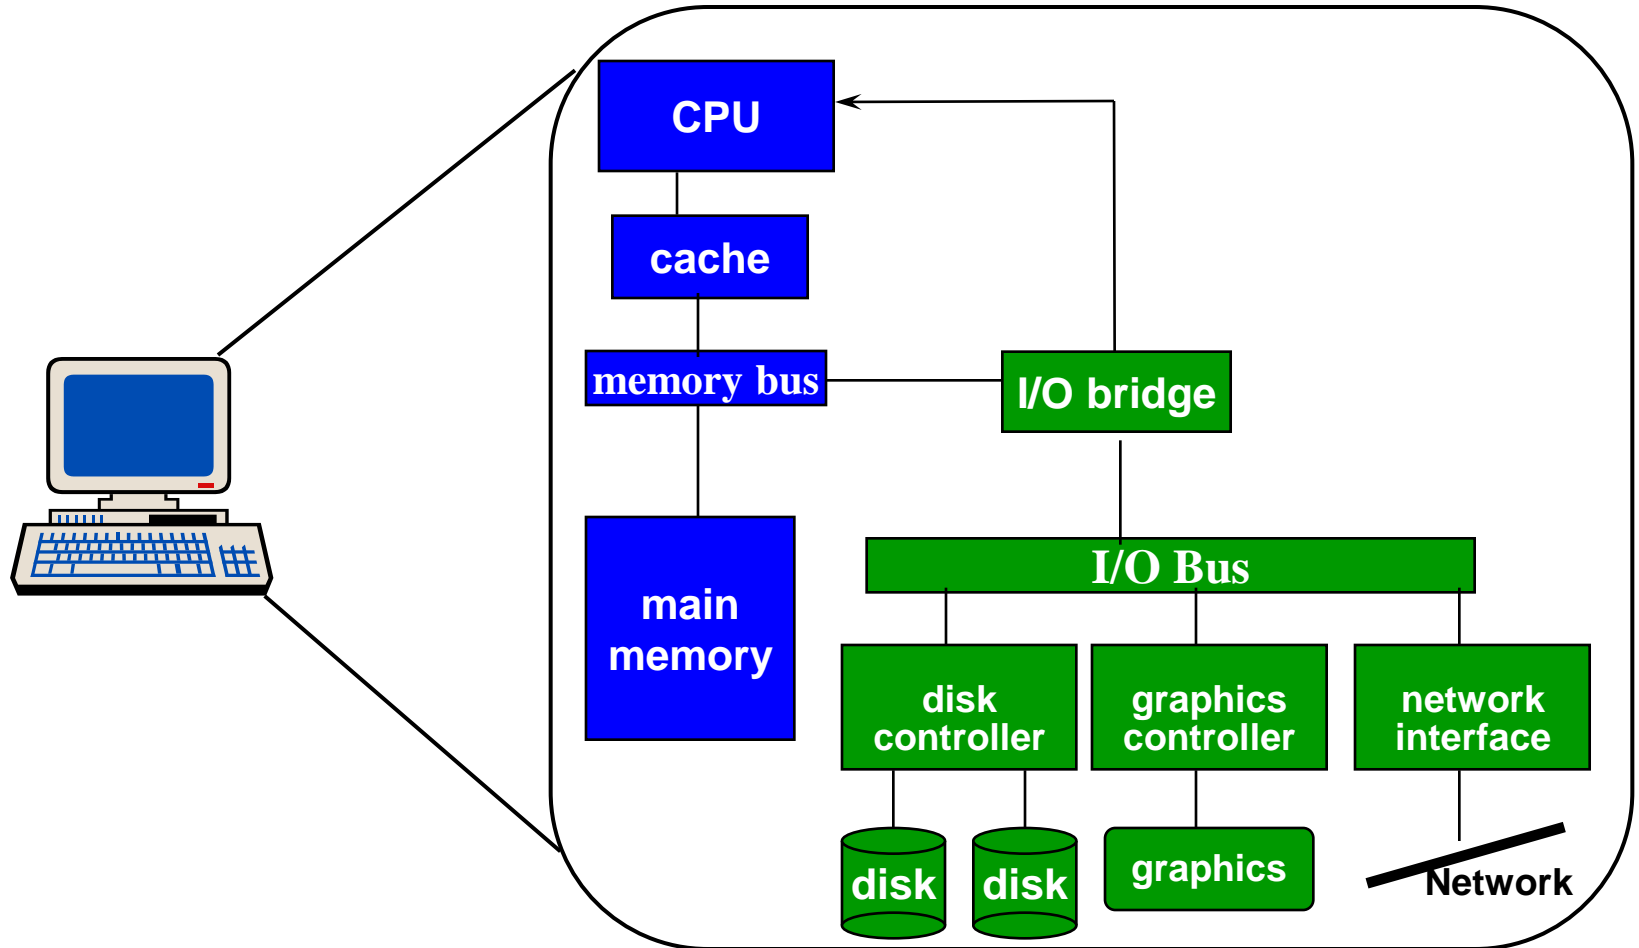 CPU
cache
memory bus
I/O bridge
main
memory
I/O Bus
disk
controller
graphics
controller
network
interface
disk
disk
graphics
Network